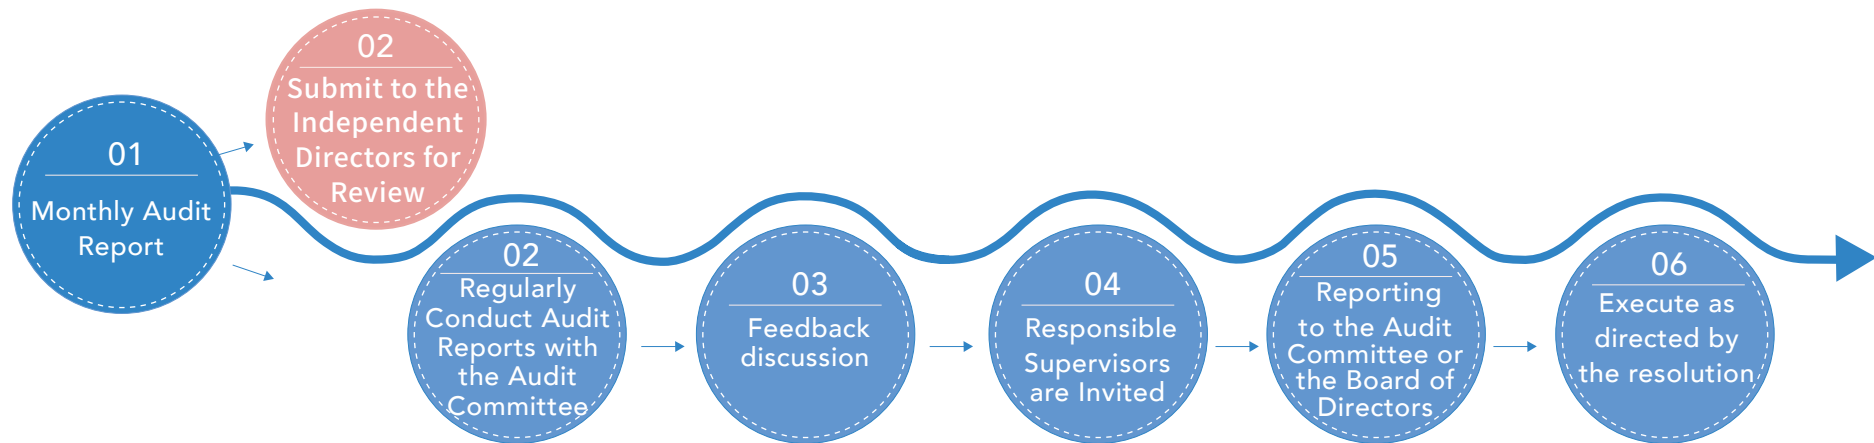 01
Monthly Audit
Report
02
Submit to the
Independent
Directors for
Review
02
Regularly
Conduct Audit
Reports with
the Audit
Committee
03
Feedback
discussion
04
Responsible
Supervisors
are Invited
05
Reporting
to the Audit
Committee or
the Board of
Directors
06
Execute as
directed by
the resolution